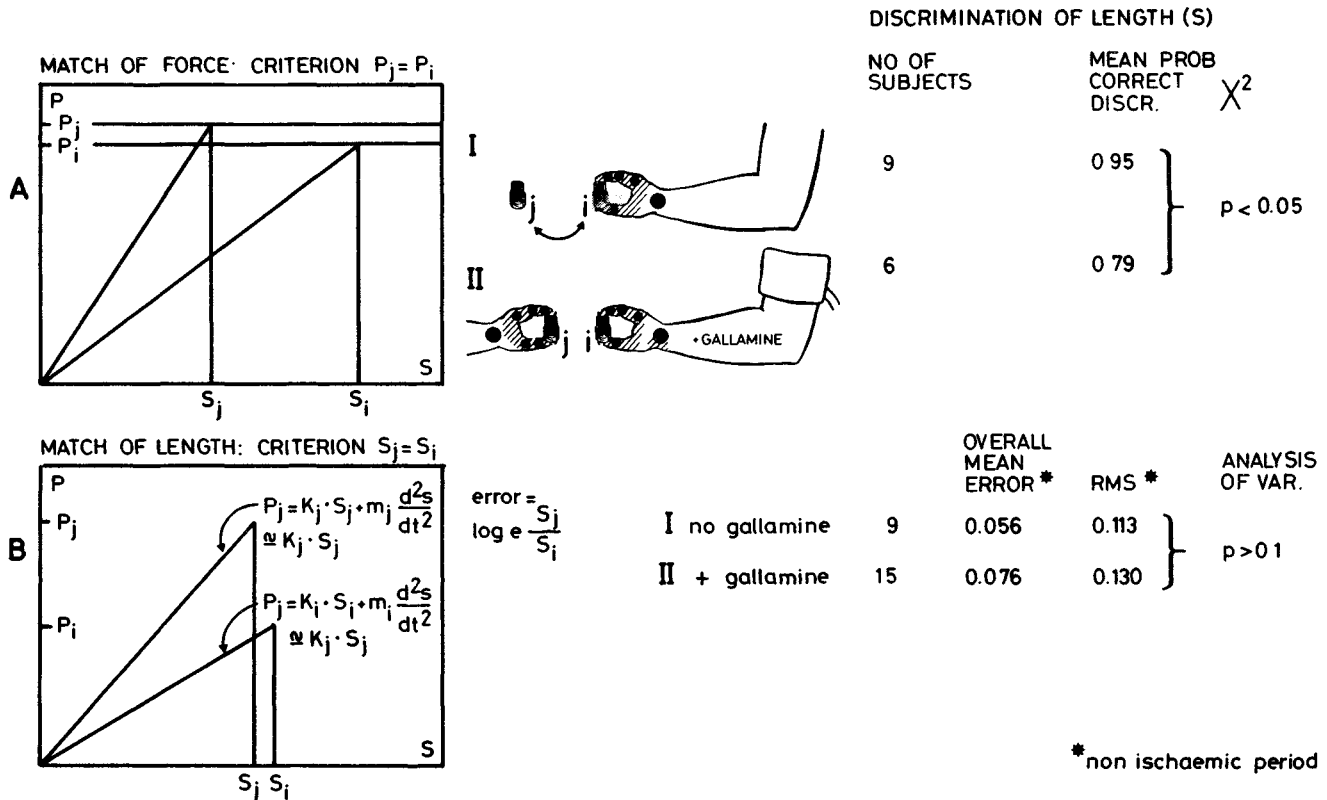 DISCRIMINATION OF LENGTH (S)
NO OF SUBJECTS
MEAN PROB CORRECT DISCR.
X²
MATCH OF FORCE· CRITERION Pj = Pi
A
P
Pj
Pi
S
Sj
Si
I
j i
9 0 95
p < 0.05
II
6 0 79
j i
· GALLAMINE
MATCH OF LENGTH: CRITERION Sj = Si
B
P
Pj
Pi
Pj = Kj · Sj + mj d²s/dt²
≅ Kj · Sj
Pj = Ki · Si + mi d²s/dt²
≅ Kj · Sj
S
Sj Si
error =
log e Sj/Si
OVERALL MEAN ERROR *
RMS *
ANALYSIS OF VAR.
I no gallamine 9 0.056 0.113
p > 0 1
II + gallamine 15 0.076 0.130
* non ischaemic period